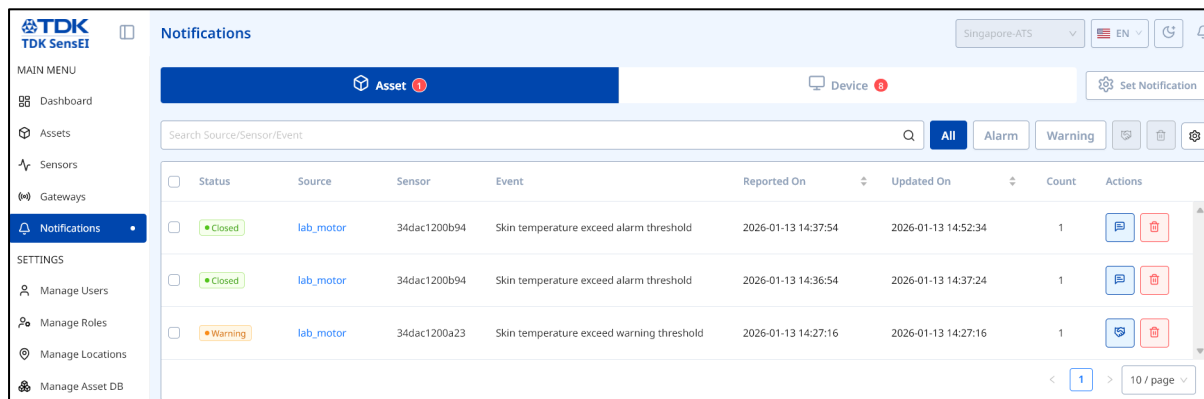 TDK
TDK SensEI
Notifications
Singapore-ATS
EN
MAIN MENU
Dashboard
Assets
Sensors
Gateways
Notifications
SETTINGS
Manage Users
Manage Roles
Manage Locations
Manage Asset DB
Asset 1
Device 8
Set Notification
Search Source/Sensor/Event
All
Alarm
Warning
Status Source Sensor Event Reported On Updated On Count Actions
Closed lab_motor 34dac1200b94 Skin temperature exceed alarm threshold 2026-01-13 14:37:54 2026-01-13 14:52:34 1
Closed lab_motor 34dac1200b94 Skin temperature exceed alarm threshold 2026-01-13 14:36:54 2026-01-13 14:37:24 1
Warning lab_motor 34dac1200a23 Skin temperature exceed warning threshold 2026-01-13 14:27:16 2026-01-13 14:27:16 1
< 1 > 10 / page